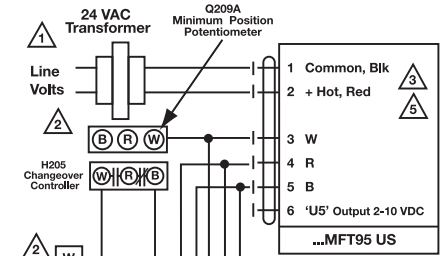 24 VAC
Transformer
Q209A
Minimum Position
Potentiometer
1
Line
Volts
1 Common, Blk
3
2 + Hot, Red
5
2
B R W
3 W
H205
Changeover
Controller
W R B
4 R
5 B
6 'U5' Output 2-10 VDC
...MFT95 US
2